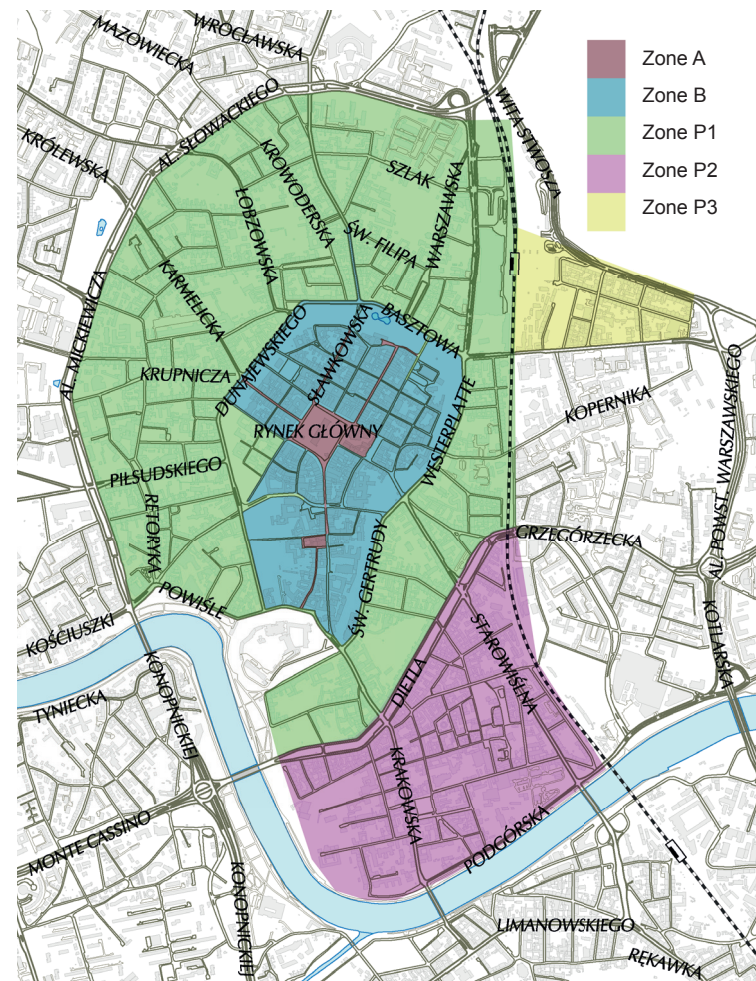 WROCŁAWSKA
MAZOWIECKA
Zone A
Zone B
Zone P1
Zone P2
Zone P3
WITA STWOSZA
AL. SŁOWACKIEGO
KRÓLEWSKA
KROWODERSKA
SZLAK
ŁOBZOWSKA
ŚW. FILIPA
WARSZAWSKA
KARMELICKA
AL. MICKIEWICZA
BASZTOWA
DUNAJEWSKIEGO
SŁAWKOWSKA
KRUPNICZA
RYNEK GŁÓWNY
WESTERPLATTE
KOPERNIKA
AL. POWST. WARSZAWSKIEGO
PIŁSUDSKIEGO
RETORYKA
GRZEGÓRZECKA
POWIŚLE
ŚW. GERTRUDY
KOŚCIUSZKI
KOTLARSKA
STAROWIŚLNA
DIETLA
TYNIECKA
KONOPNICKIEJ
KRAKOWSKA
PODGÓRSKA
MONTE CASSINO
KONOPNICKIEJ
LIMANOWSKIEGO
RĘKAWKA